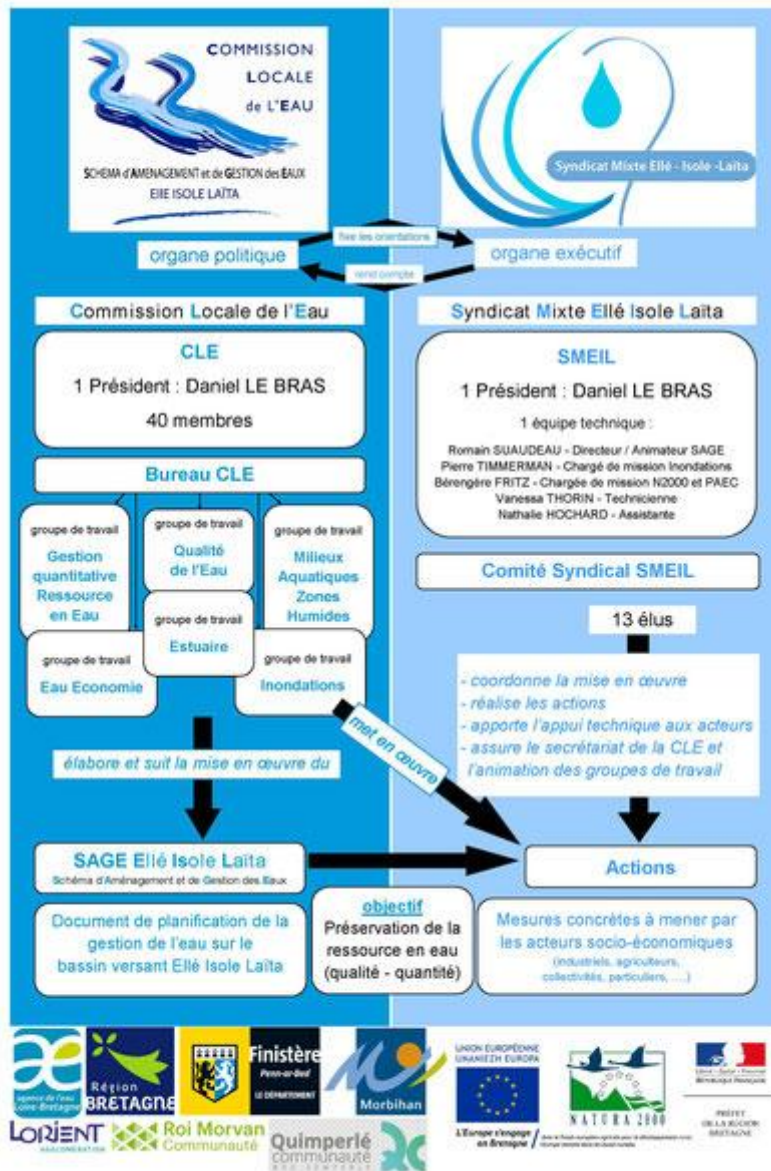 COMMISSION
LOCALE
de L'EAU
SCHEMA d'AMENAGEMENT et de GESTION des EAUX
EllE ISOLE LAÏTA
Syndicat Mixte Ellé - Isole -Laïta
fixe les orientations
organe politique
organe exécutif
rend compte
Commission Locale de l'Eau
CLE
1 Président : Daniel LE BRAS
40 membres
Bureau CLE
groupe de travail
Gestion
quantitative
Ressource
en Eau
groupe de travail
Qualité
de l'Eau
groupe de travail
Milieux
Aquatiques
Zones
Humides
groupe de travail
Eau Economie
groupe de travail
Estuaire
groupe de travail
Inondations
élabore et suit la mise en œuvre du
met en œuvre
SAGE Ellé Isole Laïta
Schéma d'Aménagement et de Gestion des Eaux
Document de planification de la
gestion de l'eau sur le
bassin versant Ellé Isole Laïta
objectif
Préservation de la
ressource en eau
(qualité - quantité)
Syndicat Mixte Ellé Isole Laïta
SMEIL
1 Président : Daniel LE BRAS
1 équipe technique :
Romain SUAUDEAU - Directeur / Animateur SAGE
Pierre TIMMERMAN - Chargé de mission Inondations
Bérengère FRITZ - Chargée de mission N2000 et PAEC
Vanessa THORIN - Technicienne
Nathalie HOCHARD - Assistante
Comité Syndical SMEIL
13 élus
- coordonne la mise en œuvre
- réalise les actions
- apporte l'appui technique aux acteurs
- assure le secrétariat de la CLE et
l'animation des groupes de travail
Actions
Mesures concrètes à mener par
les acteurs socio-économiques
(industriels, agriculteurs,
collectivités, particuliers, ....)
agence de l'eau
Loire-Bretagne
Région
BRETAGNE
Finistère
Penn-ar-Bed
LE DÉPARTEMENT
Morbihan
UNION EUROPÉENNE
UNANIEZH EUROPA
L'Europe s'engage
en Bretagne
NATURA 2000
RÉPUBLIQUE FRANÇAISE
PRÉFET
DE LA RÉGION
BRETAGNE
LORIENT
AGGLOMÉRATION
Roi Morvan
Communauté
Quimperlé
communauté